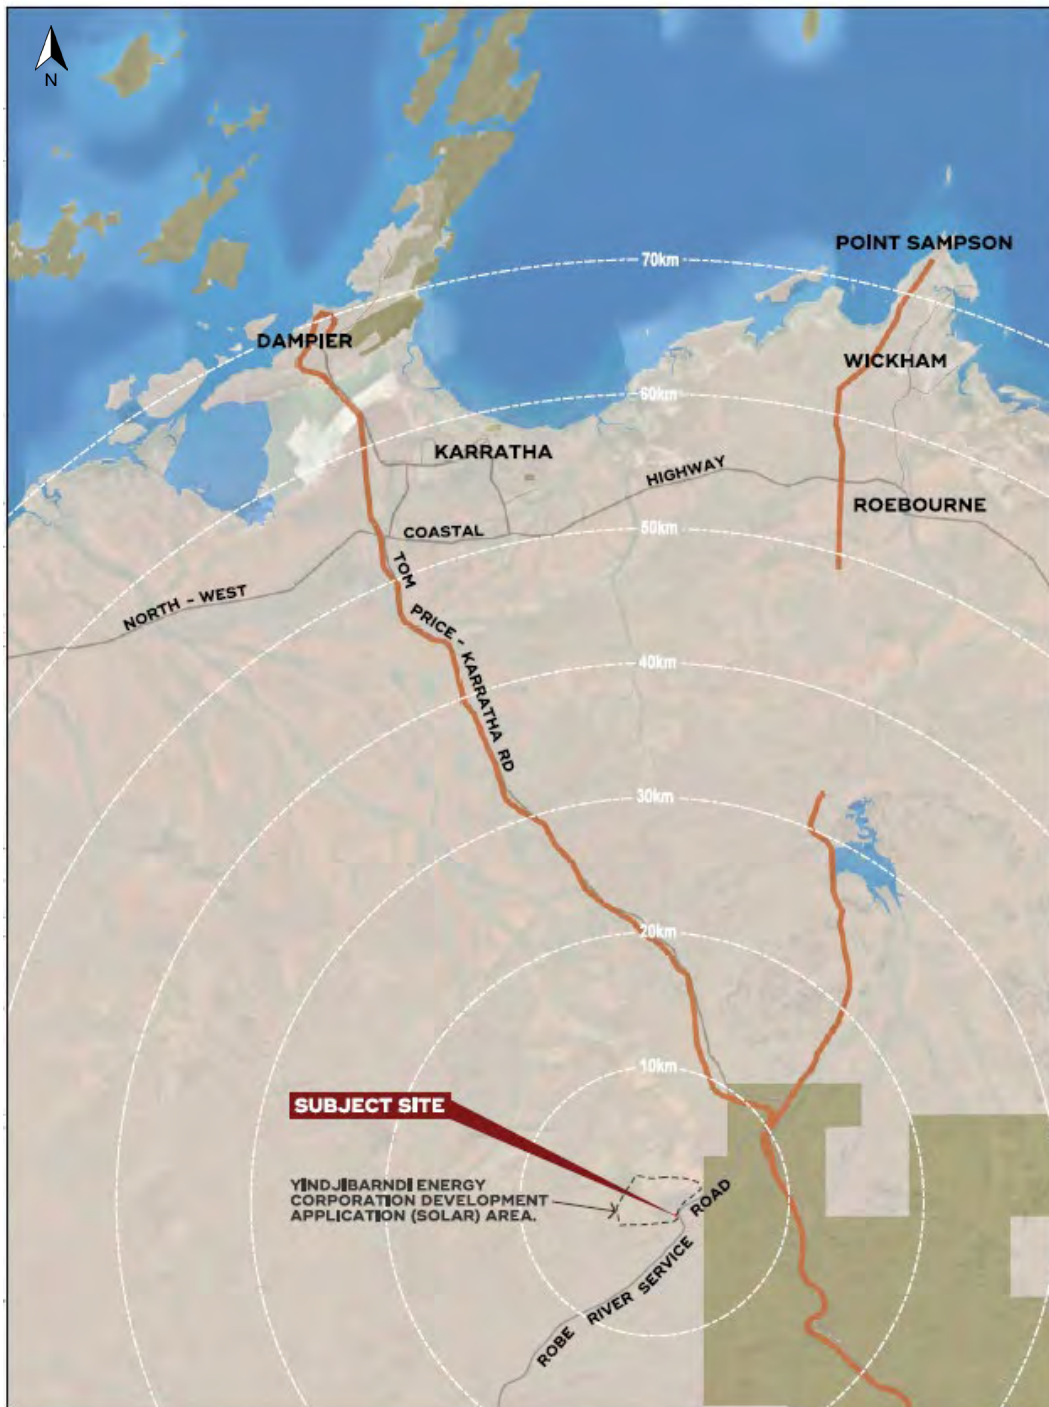 N
POINT SAMPSON
70km
DAMPIER
WICKHAM
60km
KARRATHA
HIGHWAY
ROEBOURNE
50km
COASTAL
NORTH - WEST
TOM PRICE - KARRATHA RD
40km
30km
20km
10km
SUBJECT SITE
YINDJIBARNDI ENERGY
CORPORATION DEVELOPMENT
APPLICATION (SOLAR) AREA.
ROBE RIVER SERVICE ROAD